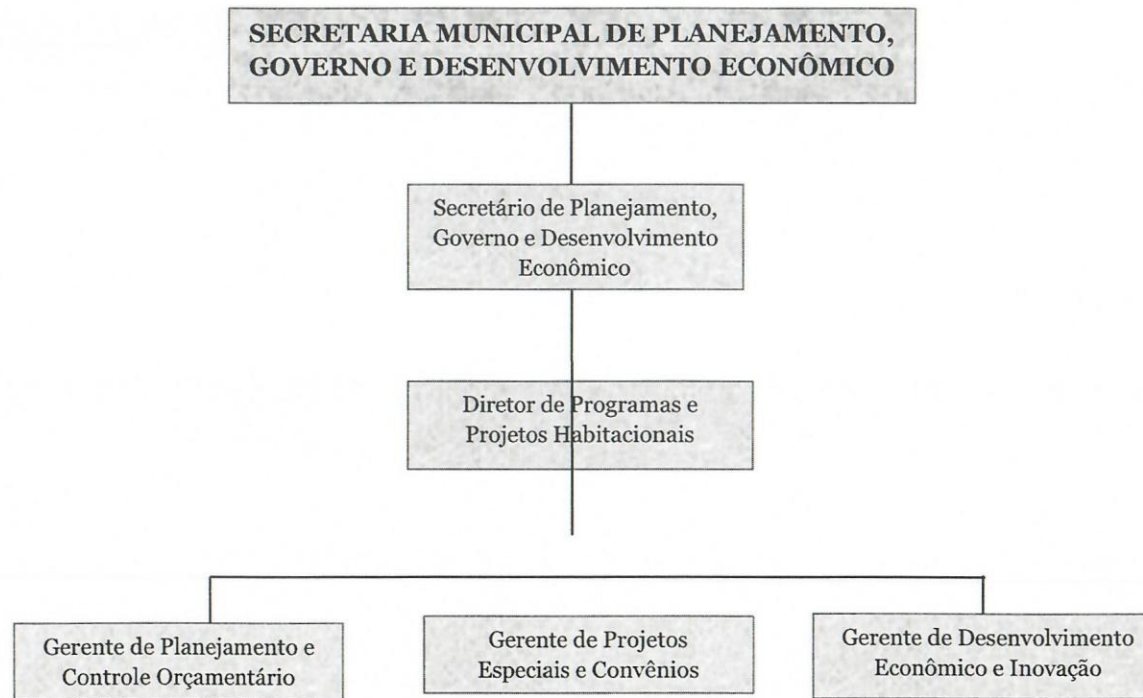 SECRETARIA MUNICIPAL DE PLANEJAMENTO,
GOVERNO E DESENVOLVIMENTO ECONÔMICO
Secretário de Planejamento,
Governo e Desenvolvimento
Econômico
Diretor de Programas e
Projetos Habitacionais
Gerente de Planejamento e
Controle Orçamentário
Gerente de Projetos
Especiais e Convênios
Gerente de Desenvolvimento
Econômico e Inovação